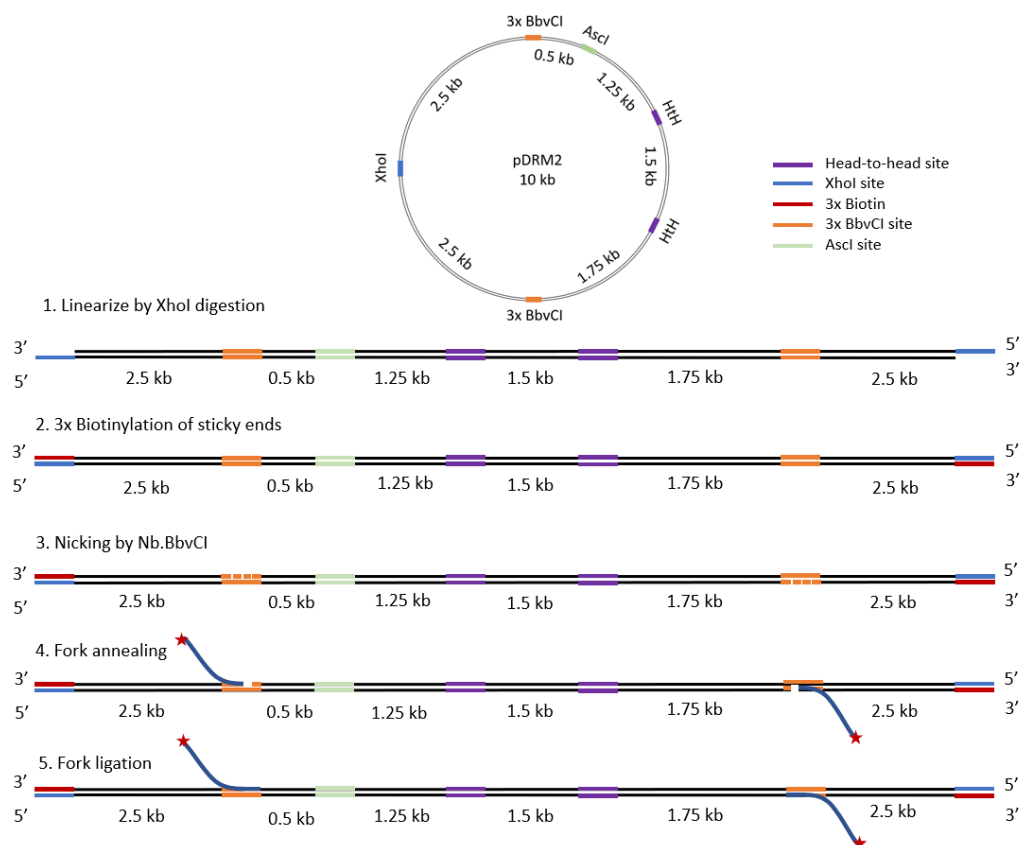 3x BbvCI
AscI
0.5 kb
2.5 kb
1.25 kb
HtH
XhoI
pDRM2
10 kb
1.5 kb
Head-to-head site
XhoI site
3x Biotin
3x BbvCI site
AscI site
2.5 kb
1.75 kb
HtH
3x BbvCI
1. Linearize by XhoI digestion
3’ 5’
5’ 3’
2.5 kb 0.5 kb 1.25 kb 1.5 kb 1.75 kb 2.5 kb
2. 3x Biotinylation of sticky ends
3’ 5’
5’ 3’
2.5 kb 0.5 kb 1.25 kb 1.5 kb 1.75 kb 2.5 kb
3. Nicking by Nb.BbvCI
3’ 5’
5’ 3’
2.5 kb 0.5 kb 1.25 kb 1.5 kb 1.75 kb 2.5 kb
4. Fork annealing
3’ 5’
5’ 3’
2.5 kb 0.5 kb 1.25 kb 1.5 kb 1.75 kb 2.5 kb
5. Fork ligation
3’ 5’
5’ 3’
2.5 kb 0.5 kb 1.25 kb 1.5 kb 1.75 kb 2.5 kb